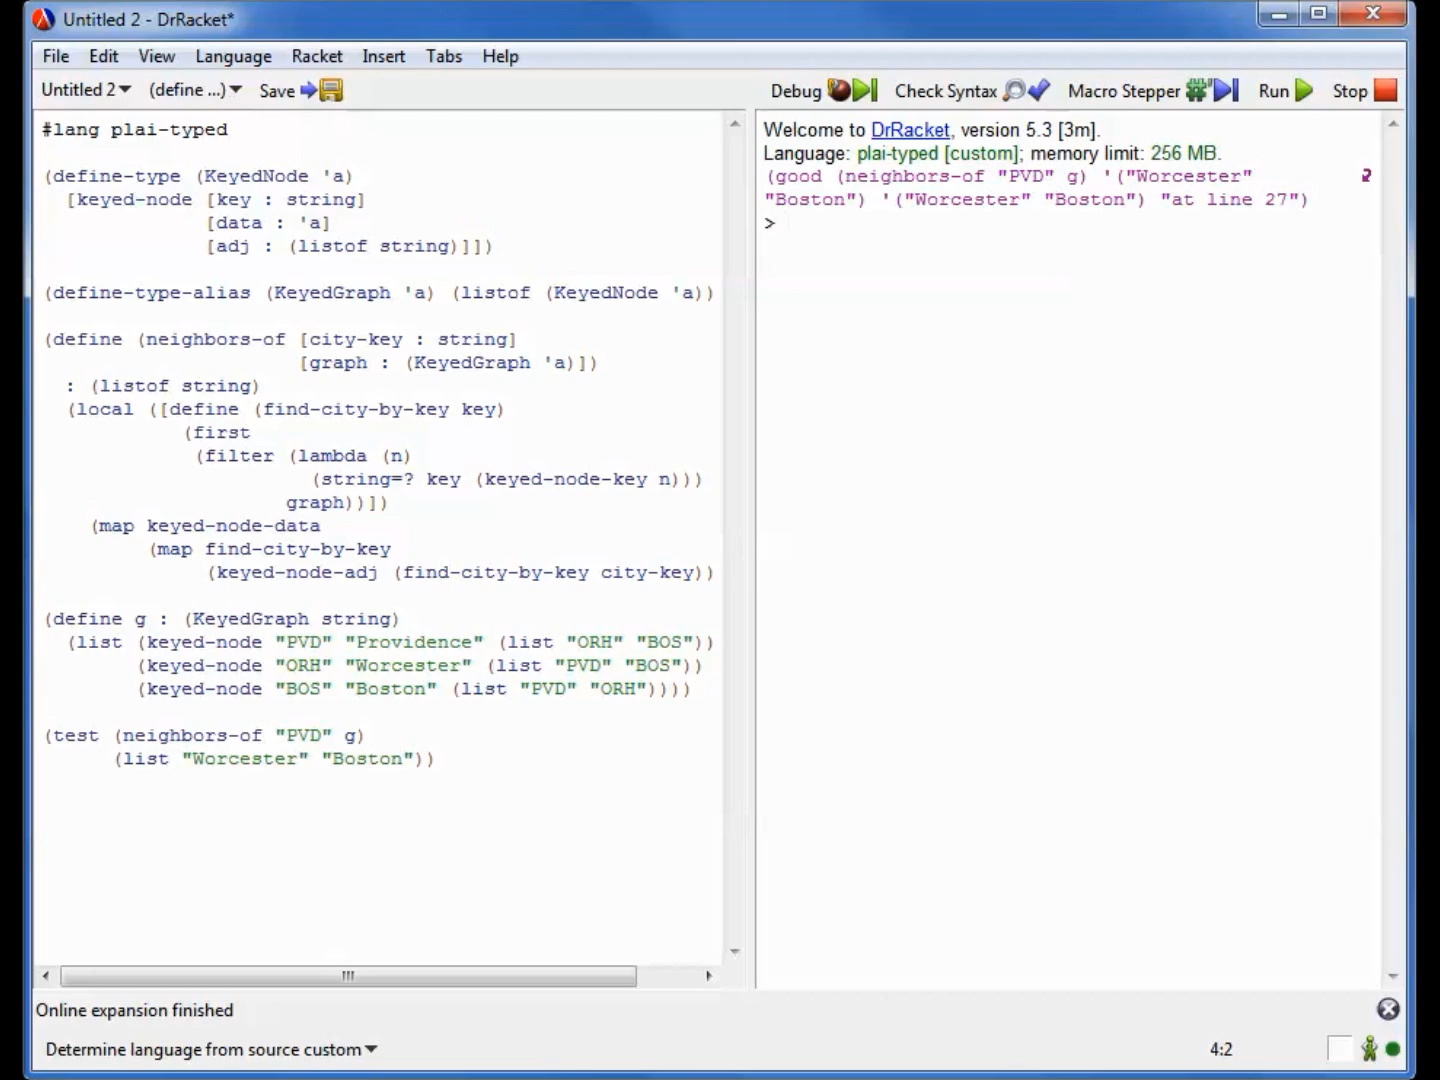 Untitled 2 - DrRacket*
File Edit View Language Racket Insert Tabs Help
Untitled 2 (define ...) Save Debug Check Syntax Macro Stepper Run Stop
#lang plai-typed
(define-type (KeyedNode 'a)
[keyed-node [key : string]
[data : 'a]
[adj : (listof string)]])
(define-type-alias (KeyedGraph 'a) (listof (KeyedNode 'a))
(define (neighbors-of [city-key : string]
[graph : (KeyedGraph 'a)])
: (listof string)
(local ([define (find-city-by-key key)
(first
(filter (lambda (n)
(string=? key (keyed-node-key n)))
graph))])
(map keyed-node-data
(map find-city-by-key
(keyed-node-adj (find-city-by-key city-key))
(define g : (KeyedGraph string)
(list (keyed-node "PVD" "Providence" (list "ORH" "BOS"))
(keyed-node "ORH" "Worcester" (list "PVD" "BOS"))
(keyed-node "BOS" "Boston" (list "PVD" "ORH"))))
(test (neighbors-of "PVD" g)
(list "Worcester" "Boston"))
Welcome to DrRacket, version 5.3 [3m].
Language: plai-typed [custom]; memory limit: 256 MB.
(good (neighbors-of "PVD" g) '("Worcester"
"Boston") '("Worcester" "Boston") "at line 27")
>
Online expansion finished
Determine language from source custom 4:2